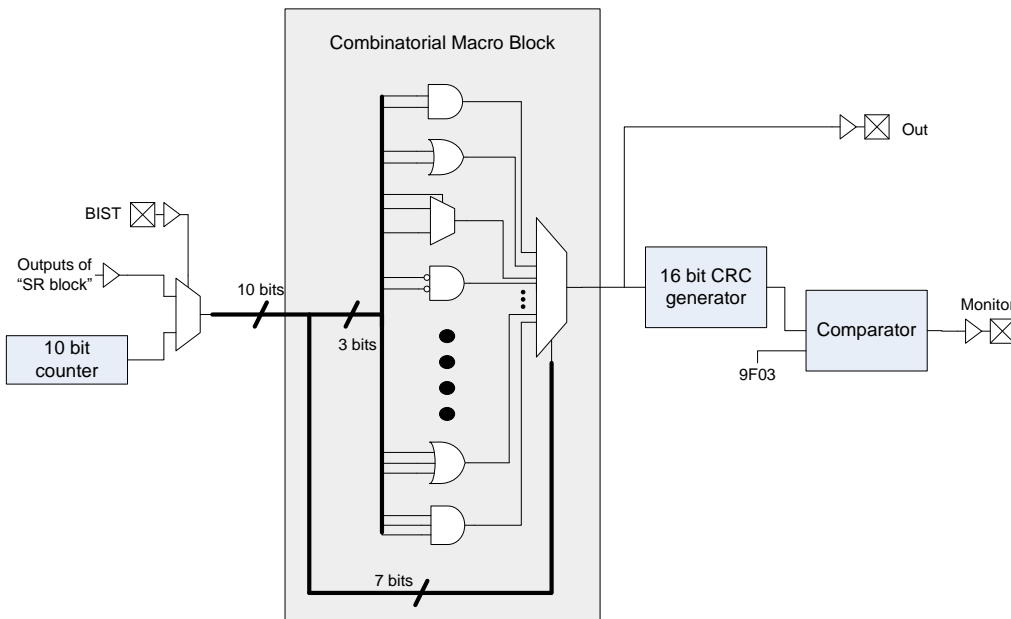 Combinatorial Macro Block
Out
BIST
Outputs of
“SR block”
10 bit
counter
10 bits
3 bits
7 bits
16 bit CRC
generator
9F03
Comparator
Monitor